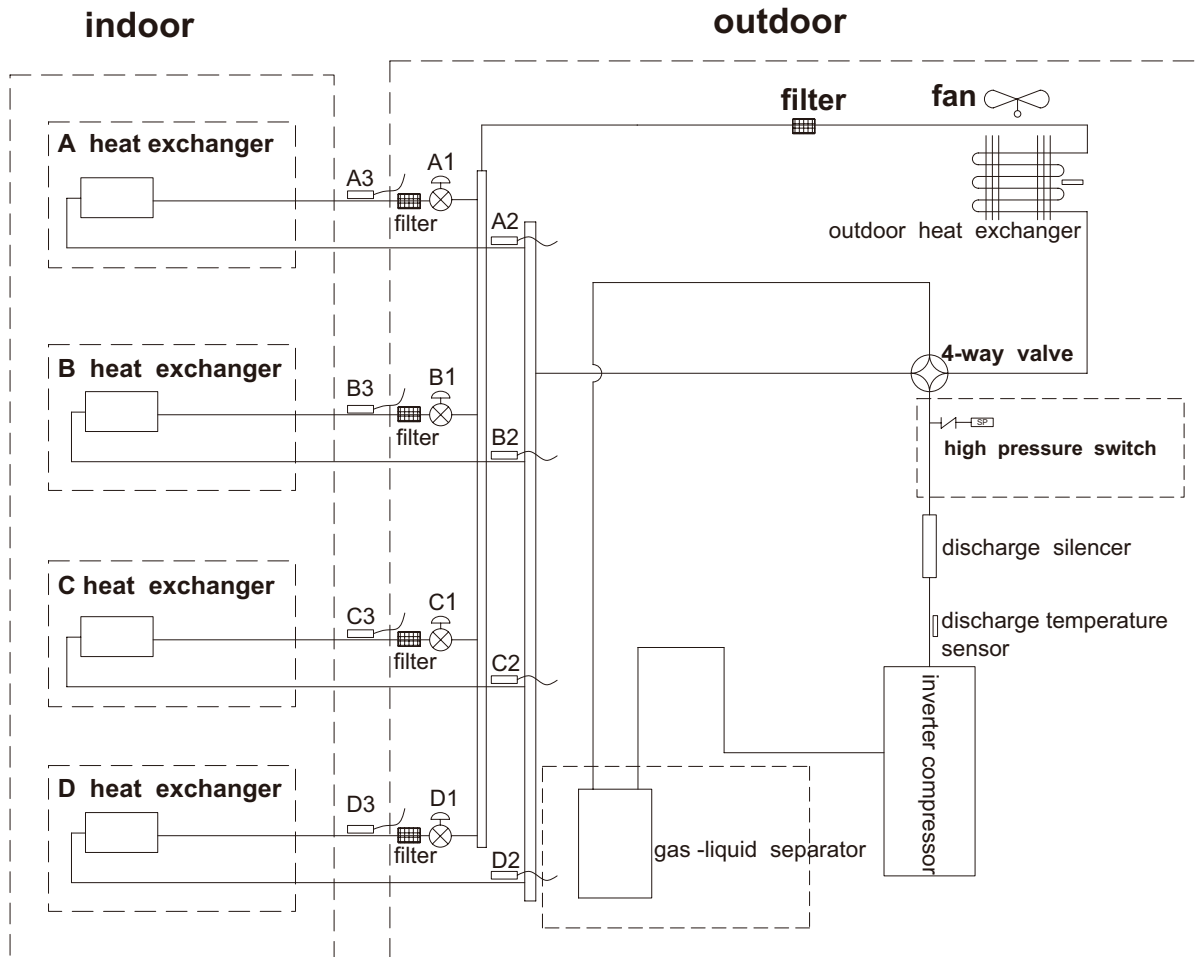 indoor
outdoor
filter
fan
A heat exchanger
A3
A1
filter
A2
outdoor heat exchanger
4-way valve
B heat exchanger
B3
B1
filter
B2
SP
high pressure switch
discharge silencer
C heat exchanger
C3
C1
filter
C2
discharge temperature
sensor
inverter compressor
D heat exchanger
D3
D1
filter
D2
gas -liquid separator